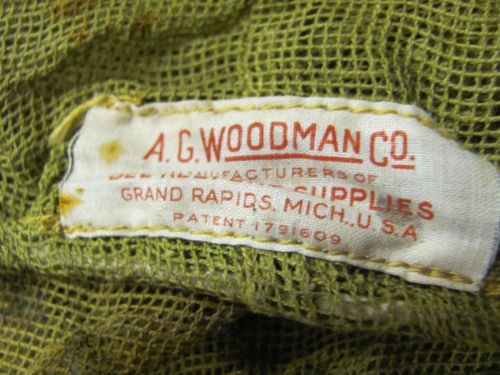 A. G. WOODMAN CO.
MANUFACTURERS OF
SUPPLIES
GRAND RAPIDS, MICH., U.S.A.
PATENT 1791609